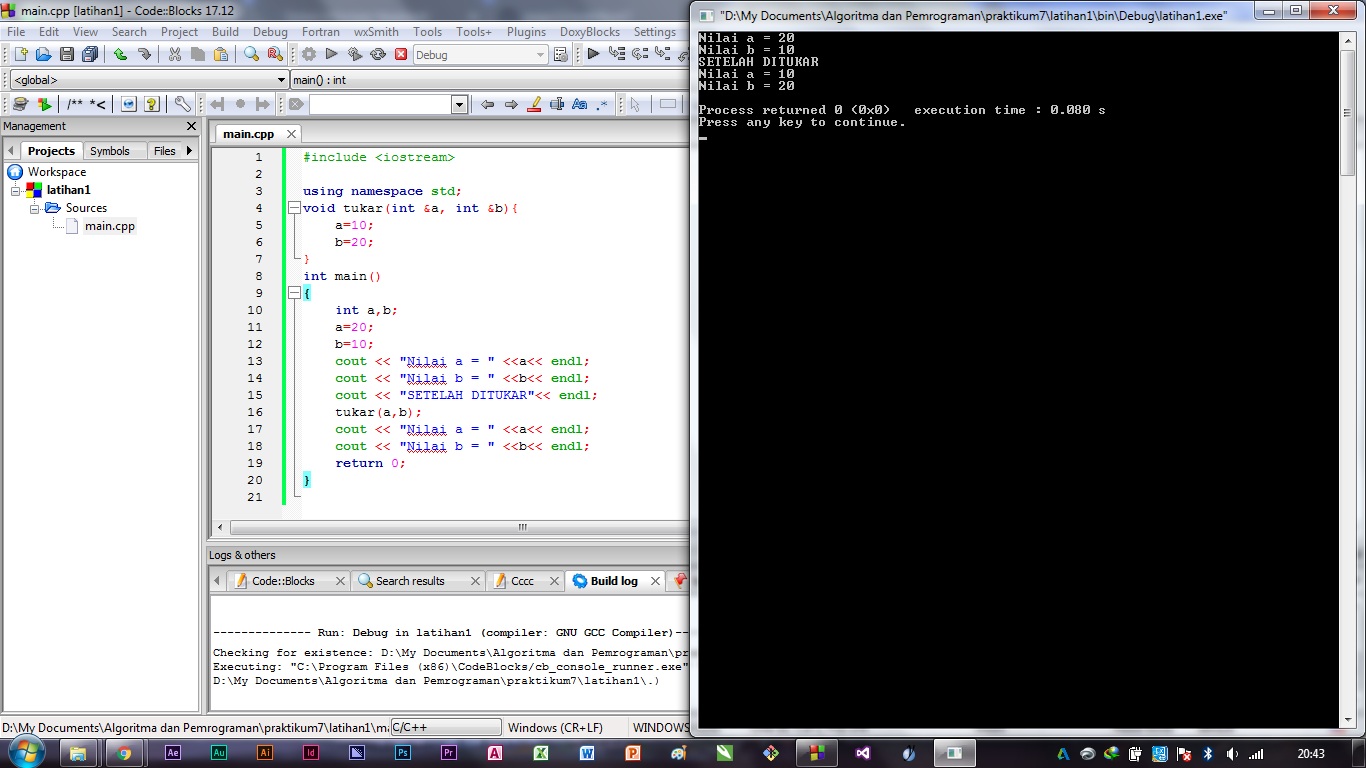 main.cpp [latihan1] - Code::Blocks 17.12
File Edit View Search Project Build Debug Fortran wxSmith Tools Tools+ Plugins DoxyBlocks Settings
Debug
<global> main() : int
/** *< Aa .*
Management
Projects Symbols Files
Workspace
latihan1
Sources
main.cpp
main.cpp
1 #include <iostream>
2
3 using namespace std;
4 void tukar(int &a, int &b){
5 a=10;
6 b=20;
7 }
8 int main()
9 {
10 int a,b;
11 a=20;
12 b=10;
13 cout << "Nilai a = " <<a<< endl;
14 cout << "Nilai b = " <<b<< endl;
15 cout << "SETELAH DITUKAR"<< endl;
16 tukar(a,b);
17 cout << "Nilai a = " <<a<< endl;
18 cout << "Nilai b = " <<b<< endl;
19 return 0;
20 }
21
Logs & others
Code::Blocks Search results Cccc Build log
-------------- Run: Debug in latihan1 (compiler: GNU GCC Compiler)--
Checking for existence: D:\My Documents\Algoritma dan Pemrograman\pr
Executing: "C:\Program Files (x86)\CodeBlocks/cb_console_runner.exe"
D:\My Documents\Algoritma dan Pemrograman\praktikum7\latihan1\.)
D:\My Documents\Algoritma dan Pemrograman\praktikum7\latihan1\ma C/C++ Windows (CR+LF) WINDOWS
"D:\My Documents\Algoritma dan Pemrograman\praktikum7\latihan1\bin\Debug\latihan1.exe"
Nilai a = 20
Nilai b = 10
SETELAH DITUKAR
Nilai a = 10
Nilai b = 20
Process returned 0 (0x0) execution time : 0.080 s
Press any key to continue.
Ae Au Ai Id Ps Pr A X W P 20:43